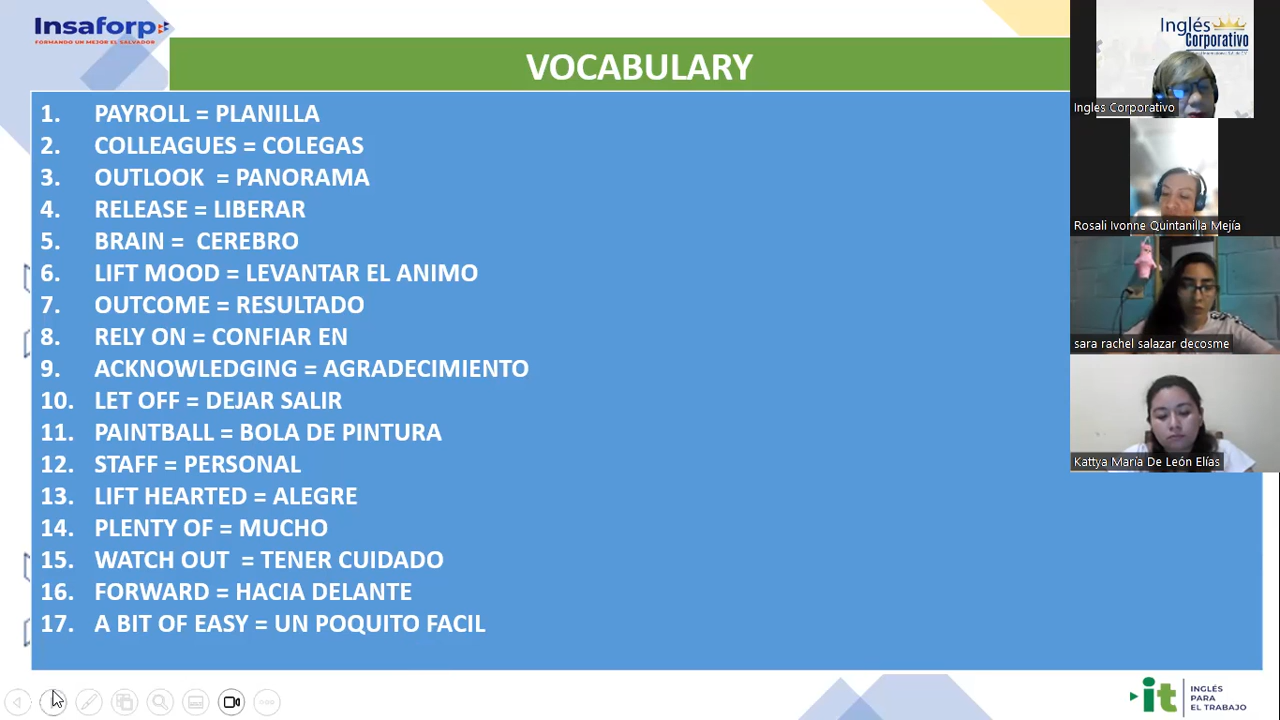 Insaforp
FORMANDO UN MEJOR EL SALVADOR
VOCABULARY
1. PAYROLL = PLANILLA
2. COLLEAGUES = COLEGAS
3. OUTLOOK = PANORAMA
4. RELEASE = LIBERAR
5. BRAIN = CEREBRO
6. LIFT MOOD = LEVANTAR EL ANIMO
7. OUTCOME = RESULTADO
8. RELY ON = CONFIAR EN
9. ACKNOWLEDGING = AGRADECIMIENTO
10. LET OFF = DEJAR SALIR
11. PAINTBALL = BOLA DE PINTURA
12. STAFF = PERSONAL
13. LIFT HEARTED = ALEGRE
14. PLENTY OF = MUCHO
15. WATCH OUT = TENER CUIDADO
16. FORWARD = HACIA DELANTE
17. A BIT OF EASY = UN POQUITO FACIL
Inglés
Corporativo
Ingles Corporativo
Rosali Ivonne Quintanilla Mejía
sara rachel salazar decosme
Kattya María De León Elías
it
INGLÉS
PARA
EL TRABAJO